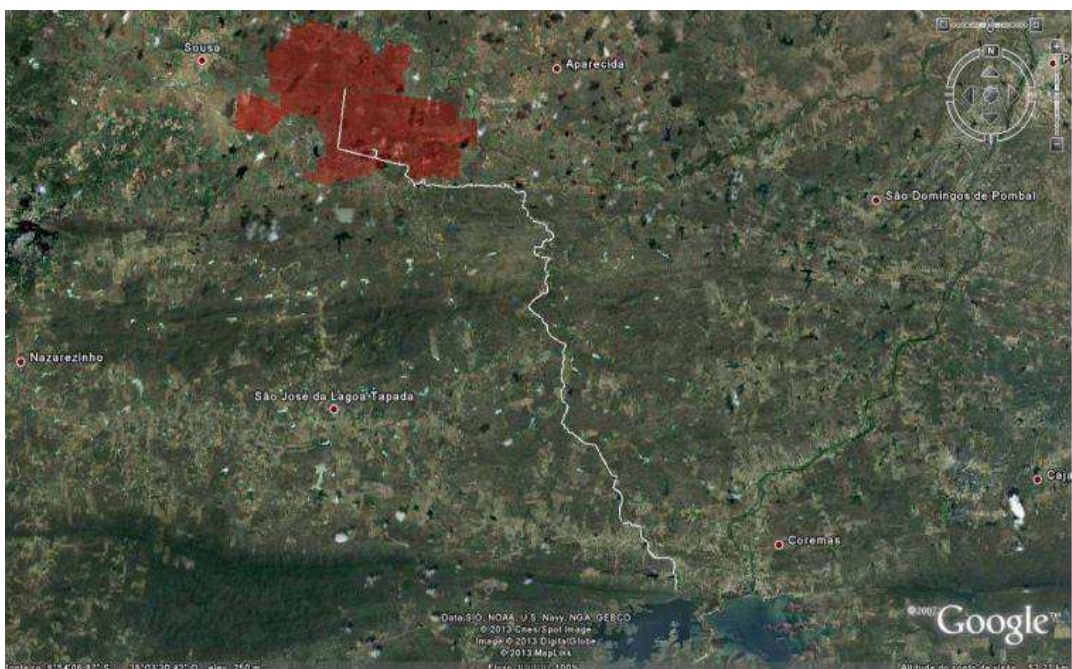 Sousa
Aparecida
N
São Domingos de Pombal
Nazarezinho
São José da Lagoa Tapada
Coremas
Data SIO, NOAA, U.S. Navy, NGA, GEBCO
© 2013 Cnes/Spot Image
Image © 2013 DigitalGlobe
© 2013 MapLink
©2007 Google™